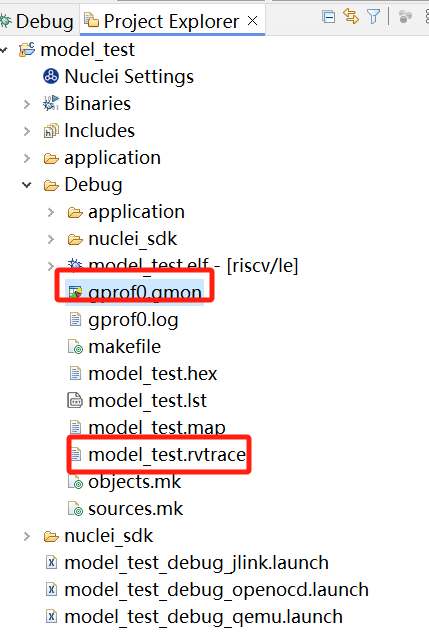 Debug Project Explorer
model_test
Nuclei Settings
Binaries
Includes
application
Debug
application
nuclei_sdk
model_test.elf - [riscv/le]
gprof0.gmon
gprof0.log
makefile
model_test.hex
model_test.lst
model_test.map
model_test.rvtrace
objects.mk
sources.mk
nuclei_sdk
model_test_debug_jlink.launch
model_test_debug_openocd.launch
model_test_debug_qemu.launch